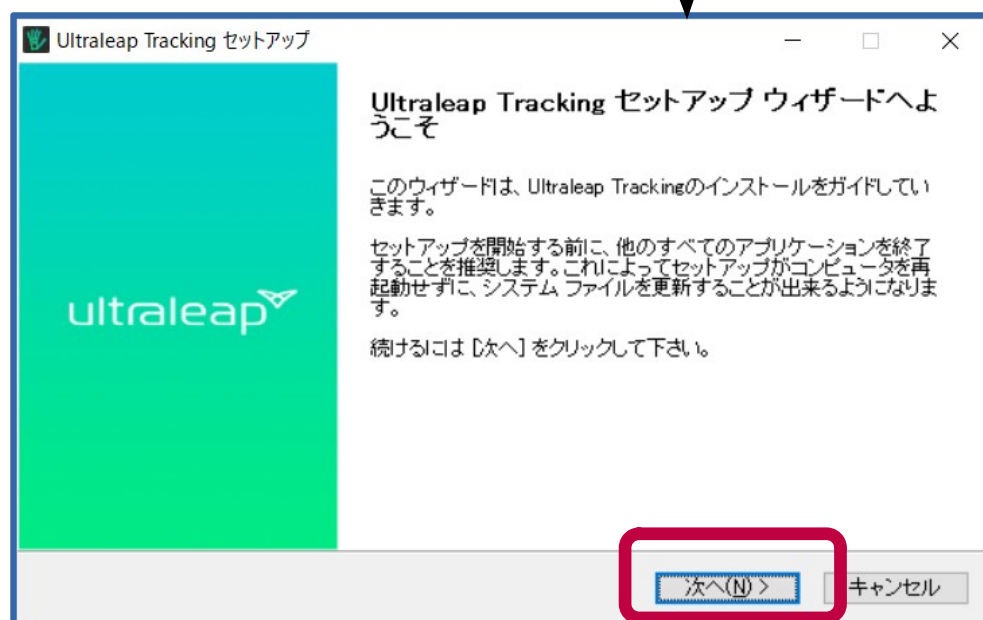 Ultraleap Tracking セットアップ
Ultraleap Tracking セットアップ ウィザードへよ
うこそ
このウィザードは、Ultraleap Trackingのインストールをガイドしてい
きます。
セットアップを開始する前に、他のすべてのアプリケーションを終了
することを推奨します。これによってセットアップがコンピュータを再
起動せずに、システム ファイルを更新することが出来るようになりま
す。
続けるには [次へ] をクリックして下さい。
ultraleap
次へ(N) >
キャンセル